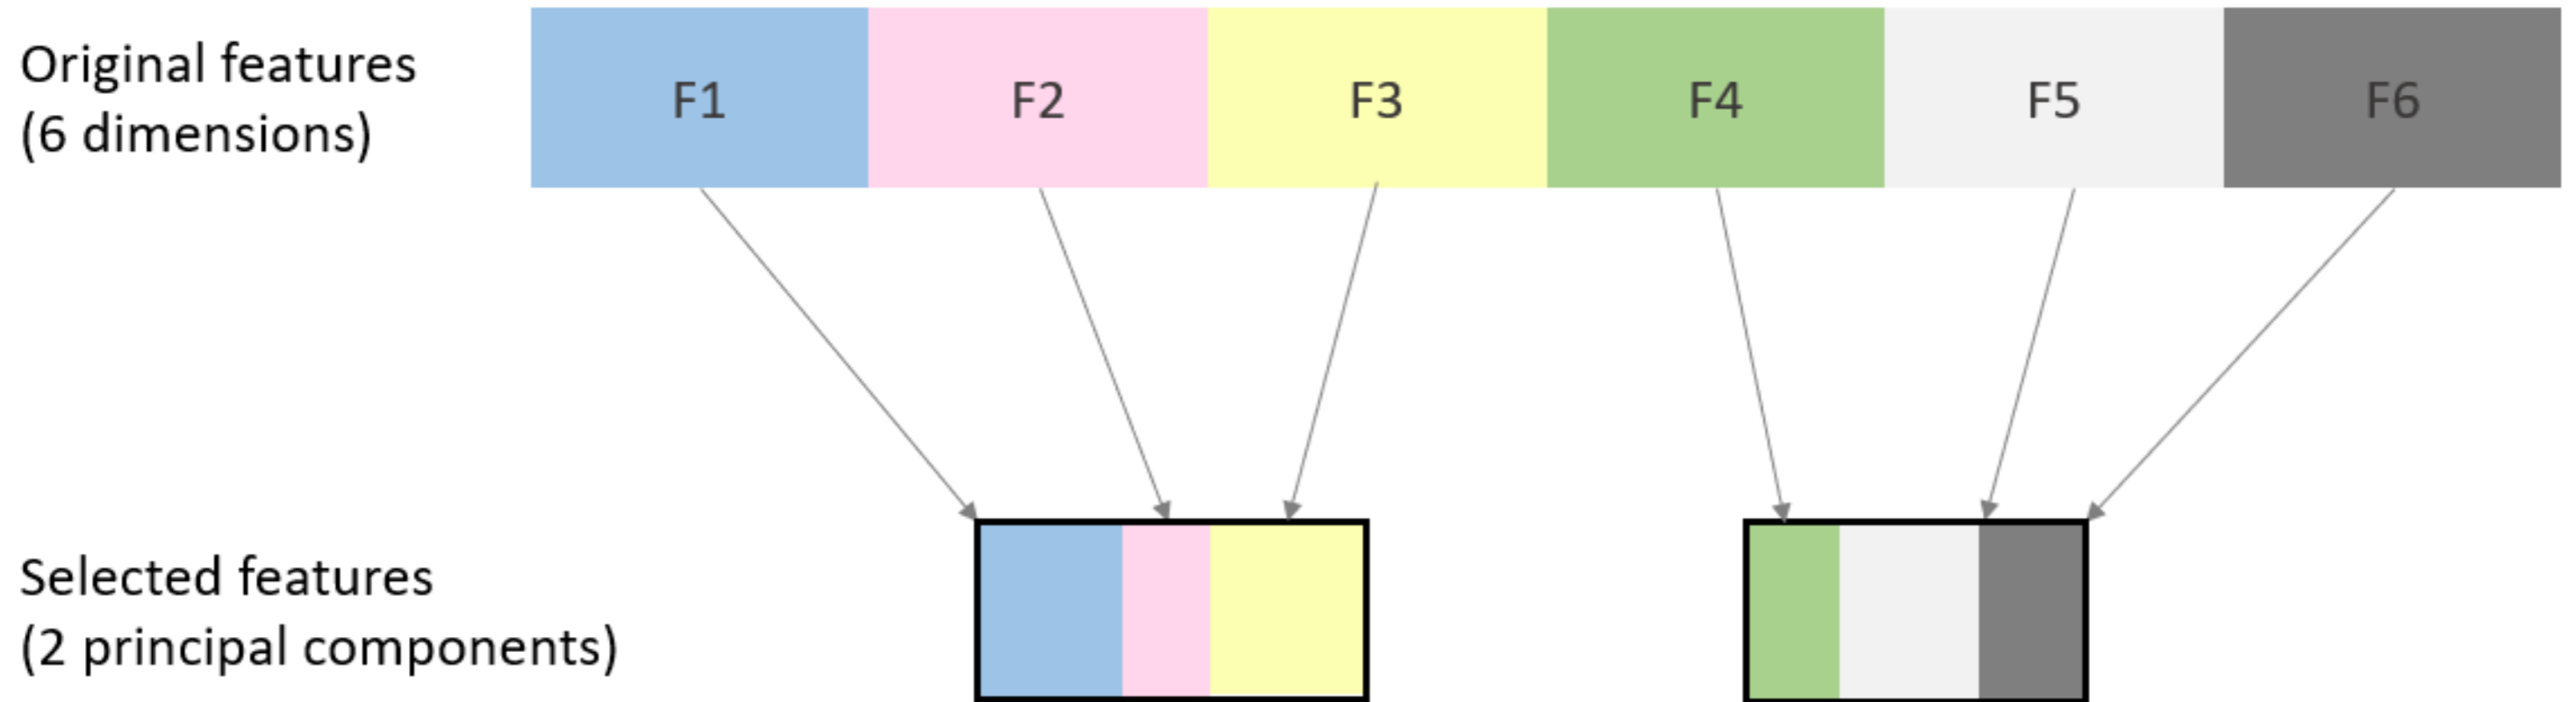 Original features
(6 dimensions)
F1 F2 F3 F4 F5 F6
Selected features
(2 principal components)